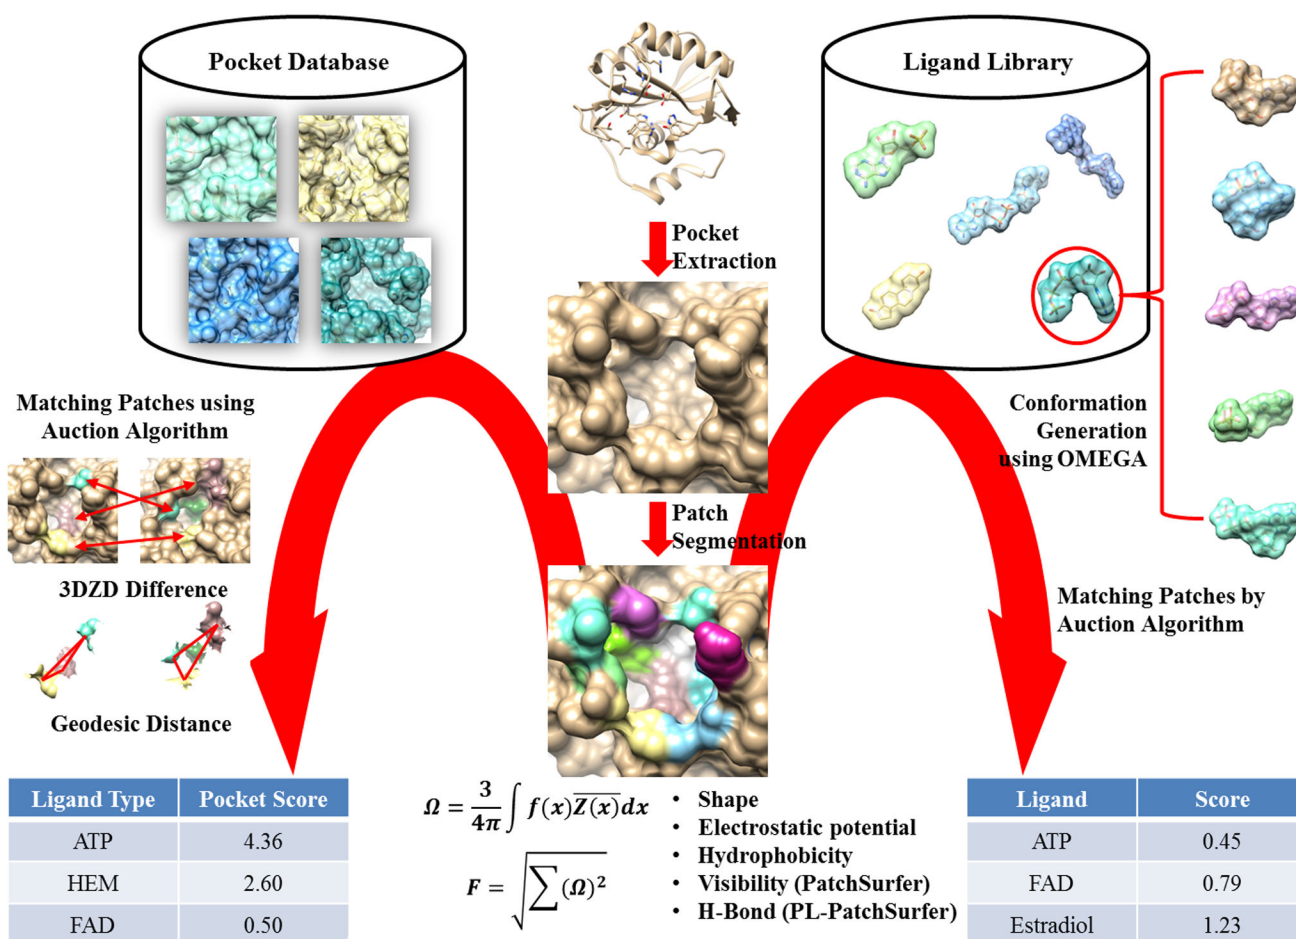 Pocket Database
Ligand Library
Pocket
Extraction
Matching Patches using
Auction Algorithm
3DZD Difference
Geodesic Distance
Patch
Segmentation
Conformation
Generation
using OMEGA
Matching Patches by
Auction Algorithm
Ligand Type Pocket Score
ATP 4.36
HEM 2.60
FAD 0.50
Ω = 3/4π ∫ f(x)Z̅(̅x̅)̅dx
F = √∑(Ω)²
• Shape
• Electrostatic potential
• Hydrophobicity
• Visibility (PatchSurfer)
• H-Bond (PL-PatchSurfer)
Ligand Score
ATP 0.45
FAD 0.79
Estradiol 1.23